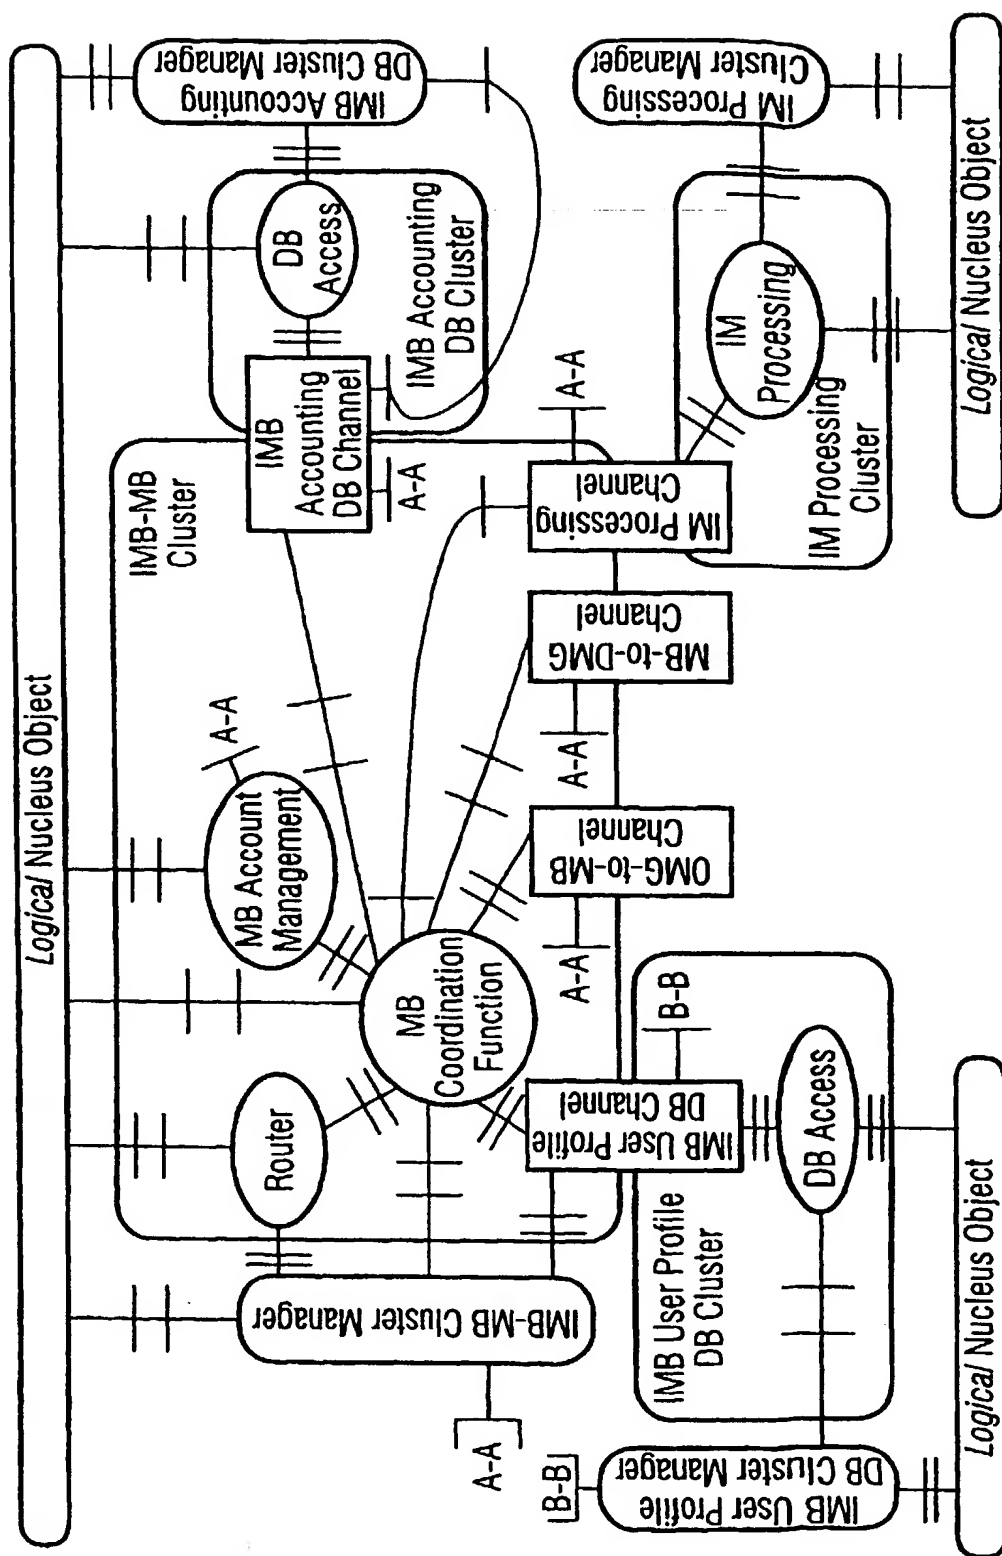 Logical Nucleus Object
IMB Accounting
DB Cluster Manager
DB
Access
IMB Accounting
DB Cluster
IMB
Accounting
DB Channel
A-A
IMB-MB
Cluster
MB Account
Management
A-A
Router
MB
Coordination
Function
IMB-MB Cluster Manager
A-A
IMB User Profile
DB Channel
B-B
OMG-to-MB
Channel
A-A
MB-to-DMG
Channel
A-A
IM Processing
Channel
A-A
IM
Processing
IM Processing
Cluster
IM Processing
Cluster Manager
Logical Nucleus Object
IMB User Profile
DB Cluster
DB Access
B-B
IMB User Profile
DB Cluster Manager
Logical Nucleus Object